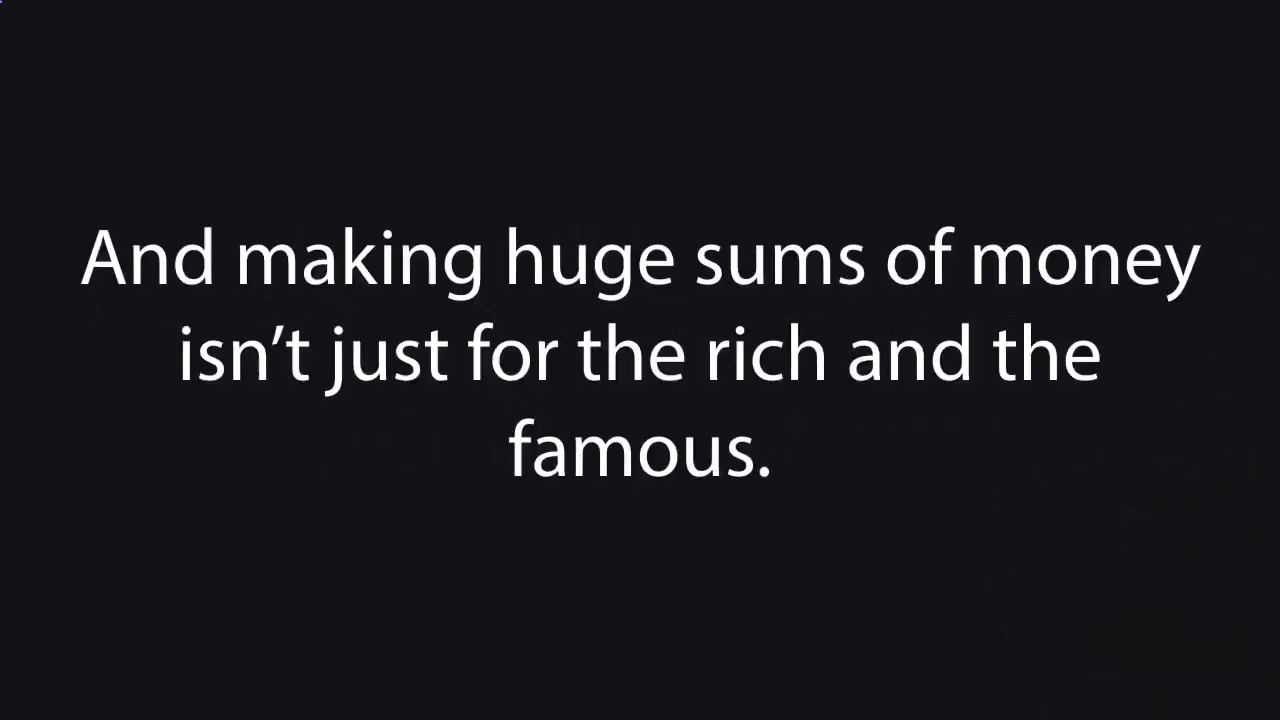 And making huge sums of money
isn’t just for the rich and the
famous.